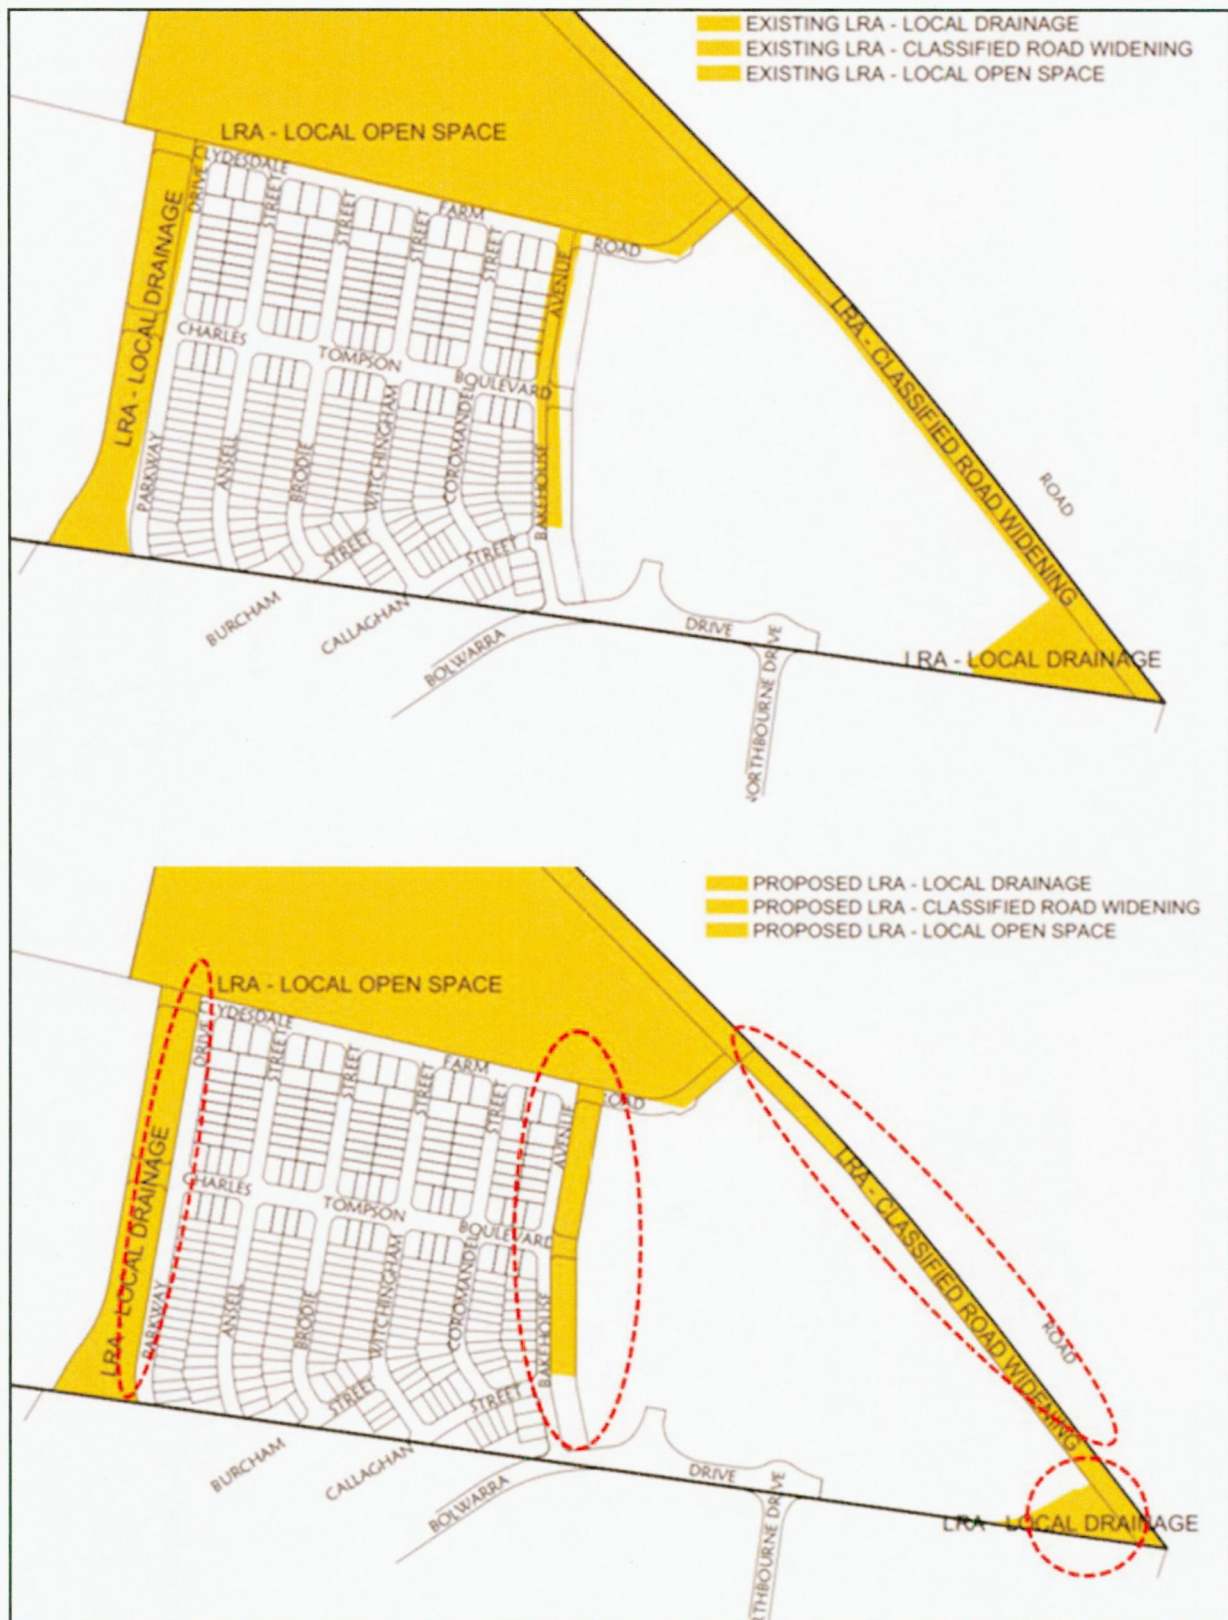 EXISTING LRA - LOCAL DRAINAGE
EXISTING LRA - CLASSIFIED ROAD WIDENING
EXISTING LRA - LOCAL OPEN SPACE
LRA - LOCAL OPEN SPACE
CLYDESDALE
FARM
ROAD
DRIVE
STREET
STREET
STREET
STREET
AVENUE
LRA - LOCAL DRAINAGE
LRA - CLASSIFIED ROAD WIDENING
CHARLES
TOMPSON
BOULEVARD
PARKWAY
ANSELL
BRODIE
WITCHINGHAM
COROMANDEL
BAKEHOUSE
ROAD
STREET
STREET
BURCHAM
CALLAGHAN
BOLWARRA
DRIVE
NORTHBOURNE DRIVE
LRA - LOCAL DRAINAGE
PROPOSED LRA - LOCAL DRAINAGE
PROPOSED LRA - CLASSIFIED ROAD WIDENING
PROPOSED LRA - LOCAL OPEN SPACE
LRA - LOCAL OPEN SPACE
CLYDESDALE
FARM
ROAD
DRIVE
STREET
STREET
STREET
STREET
AVENUE
LRA - LOCAL DRAINAGE
LRA - CLASSIFIED ROAD WIDENING
CHARLES
TOMPSON
BOULEVARD
PARKWAY
ANSELL
BRODIE
WITCHINGHAM
COROMANDEL
BAKEHOUSE
ROAD
STREET
STREET
BURCHAM
CALLAGHAN
BOLWARRA
DRIVE
RTHBOURNE DRIVE
LRA - LOCAL DRAINAGE